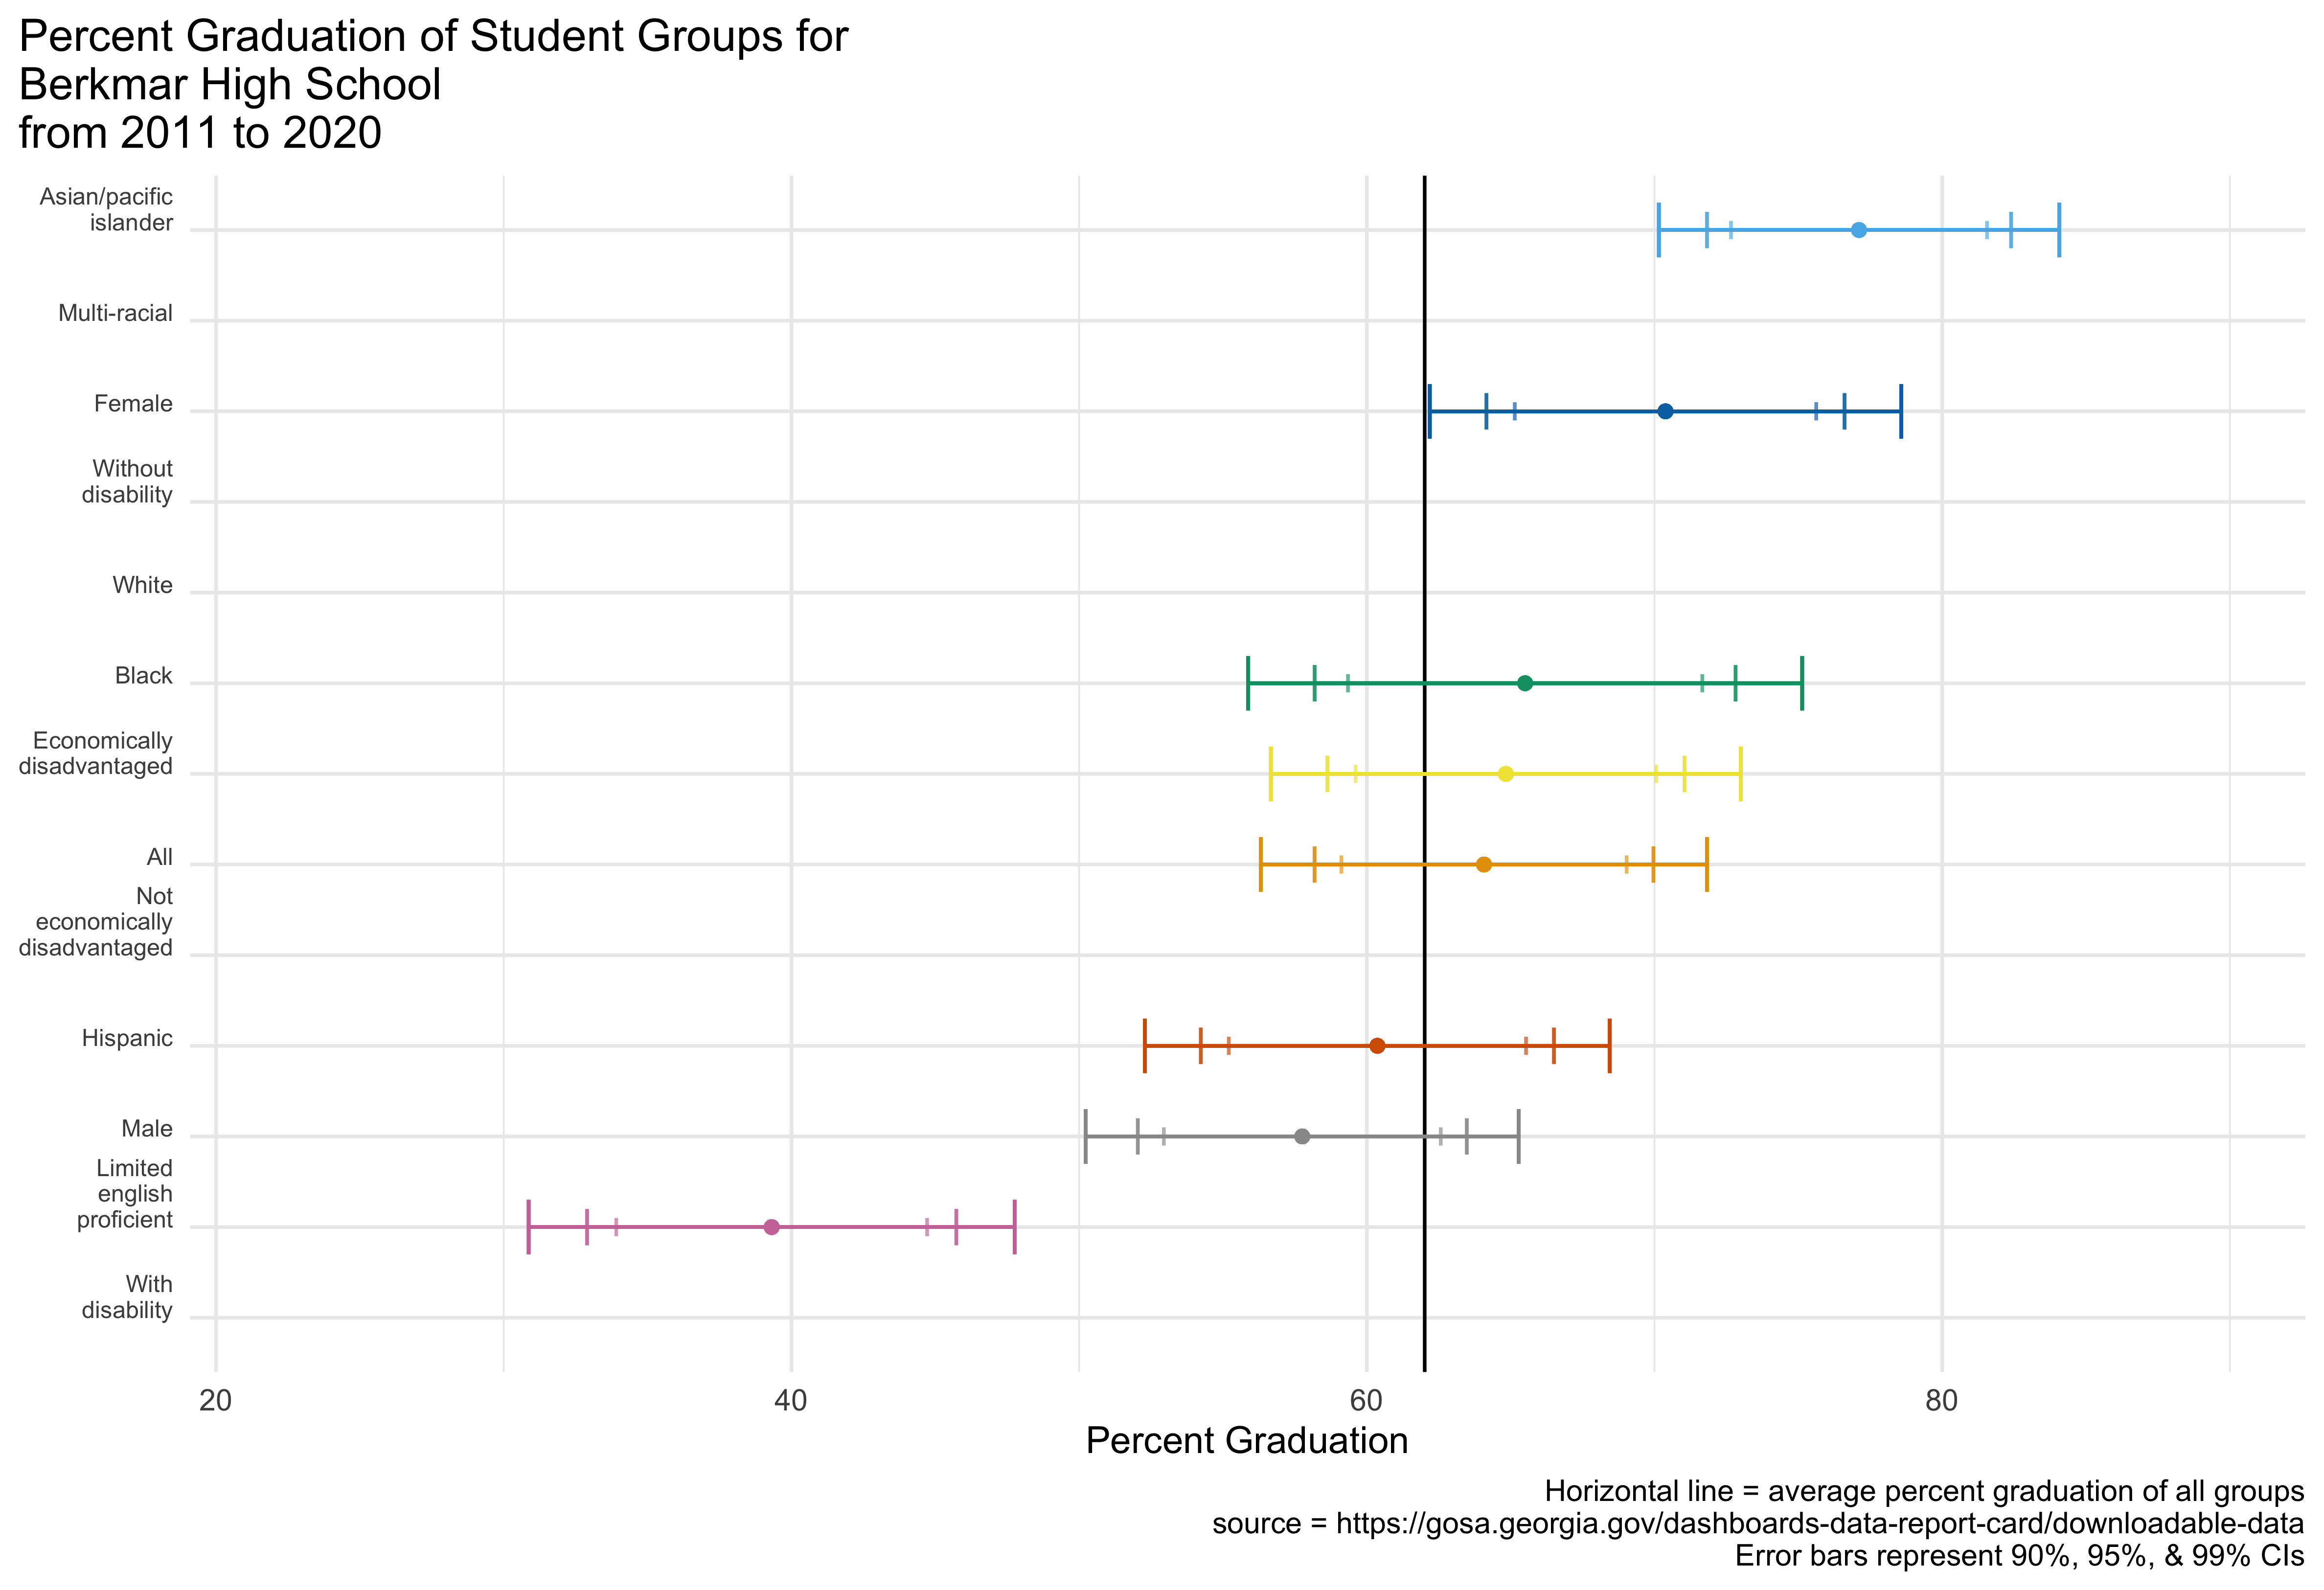 Percent Graduation of Student Groups for
Berkmar High School
from 2011 to 2020
Asian/pacific
islander
Multi-racial
Female
Without
disability
White
Black
Economically
disadvantaged
All
Not
economically
disadvantaged
Hispanic
Male
Limited
english
proficient
With
disability
20 40 60 80
Percent Graduation
Horizontal line = average percent graduation of all groups
source = https://gosa.georgia.gov/dashboards-data-report-card/downloadable-data
Error bars represent 90%, 95%, & 99% CIs